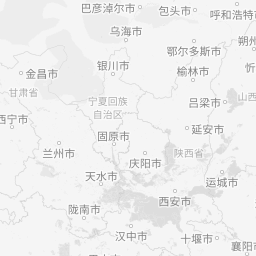 巴彦淖尔市
包头市
呼和浩特
乌海市
鄂尔多斯市
朔州
银川市
金昌市
榆林市
忻
甘肃省
宁夏回族
自治区
吕梁市
山西
西宁市
固原市
延安市
兰州市
陕西省
庆阳市
天水市
运城市
西安市
陇南市
汉中市
十堰市
襄阳市